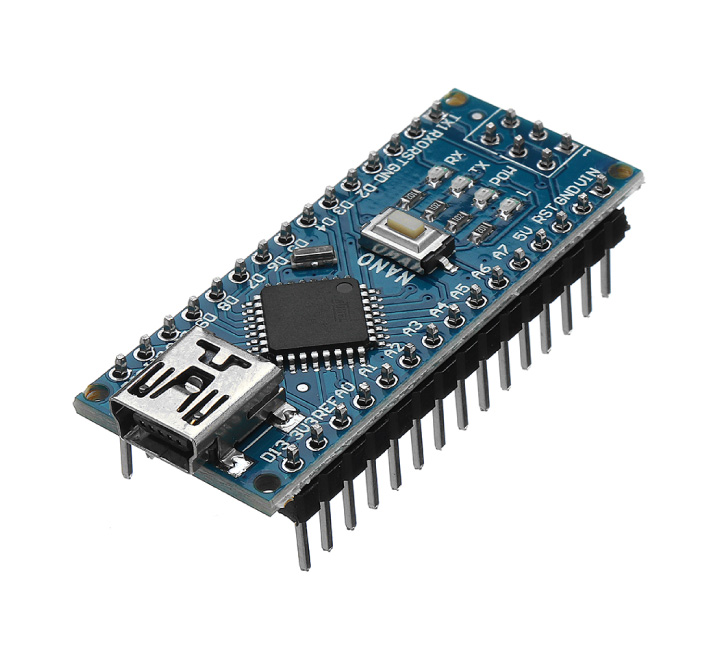 TX1 RX0 RST GND D2 D3 D4 D5 D6 D7 D8 D9
RX
TX
POW
L
1
NANO
D13 3V3 REF A0 A1 A2 A3 A4 A5 A6 A7 5V RST GND VIN